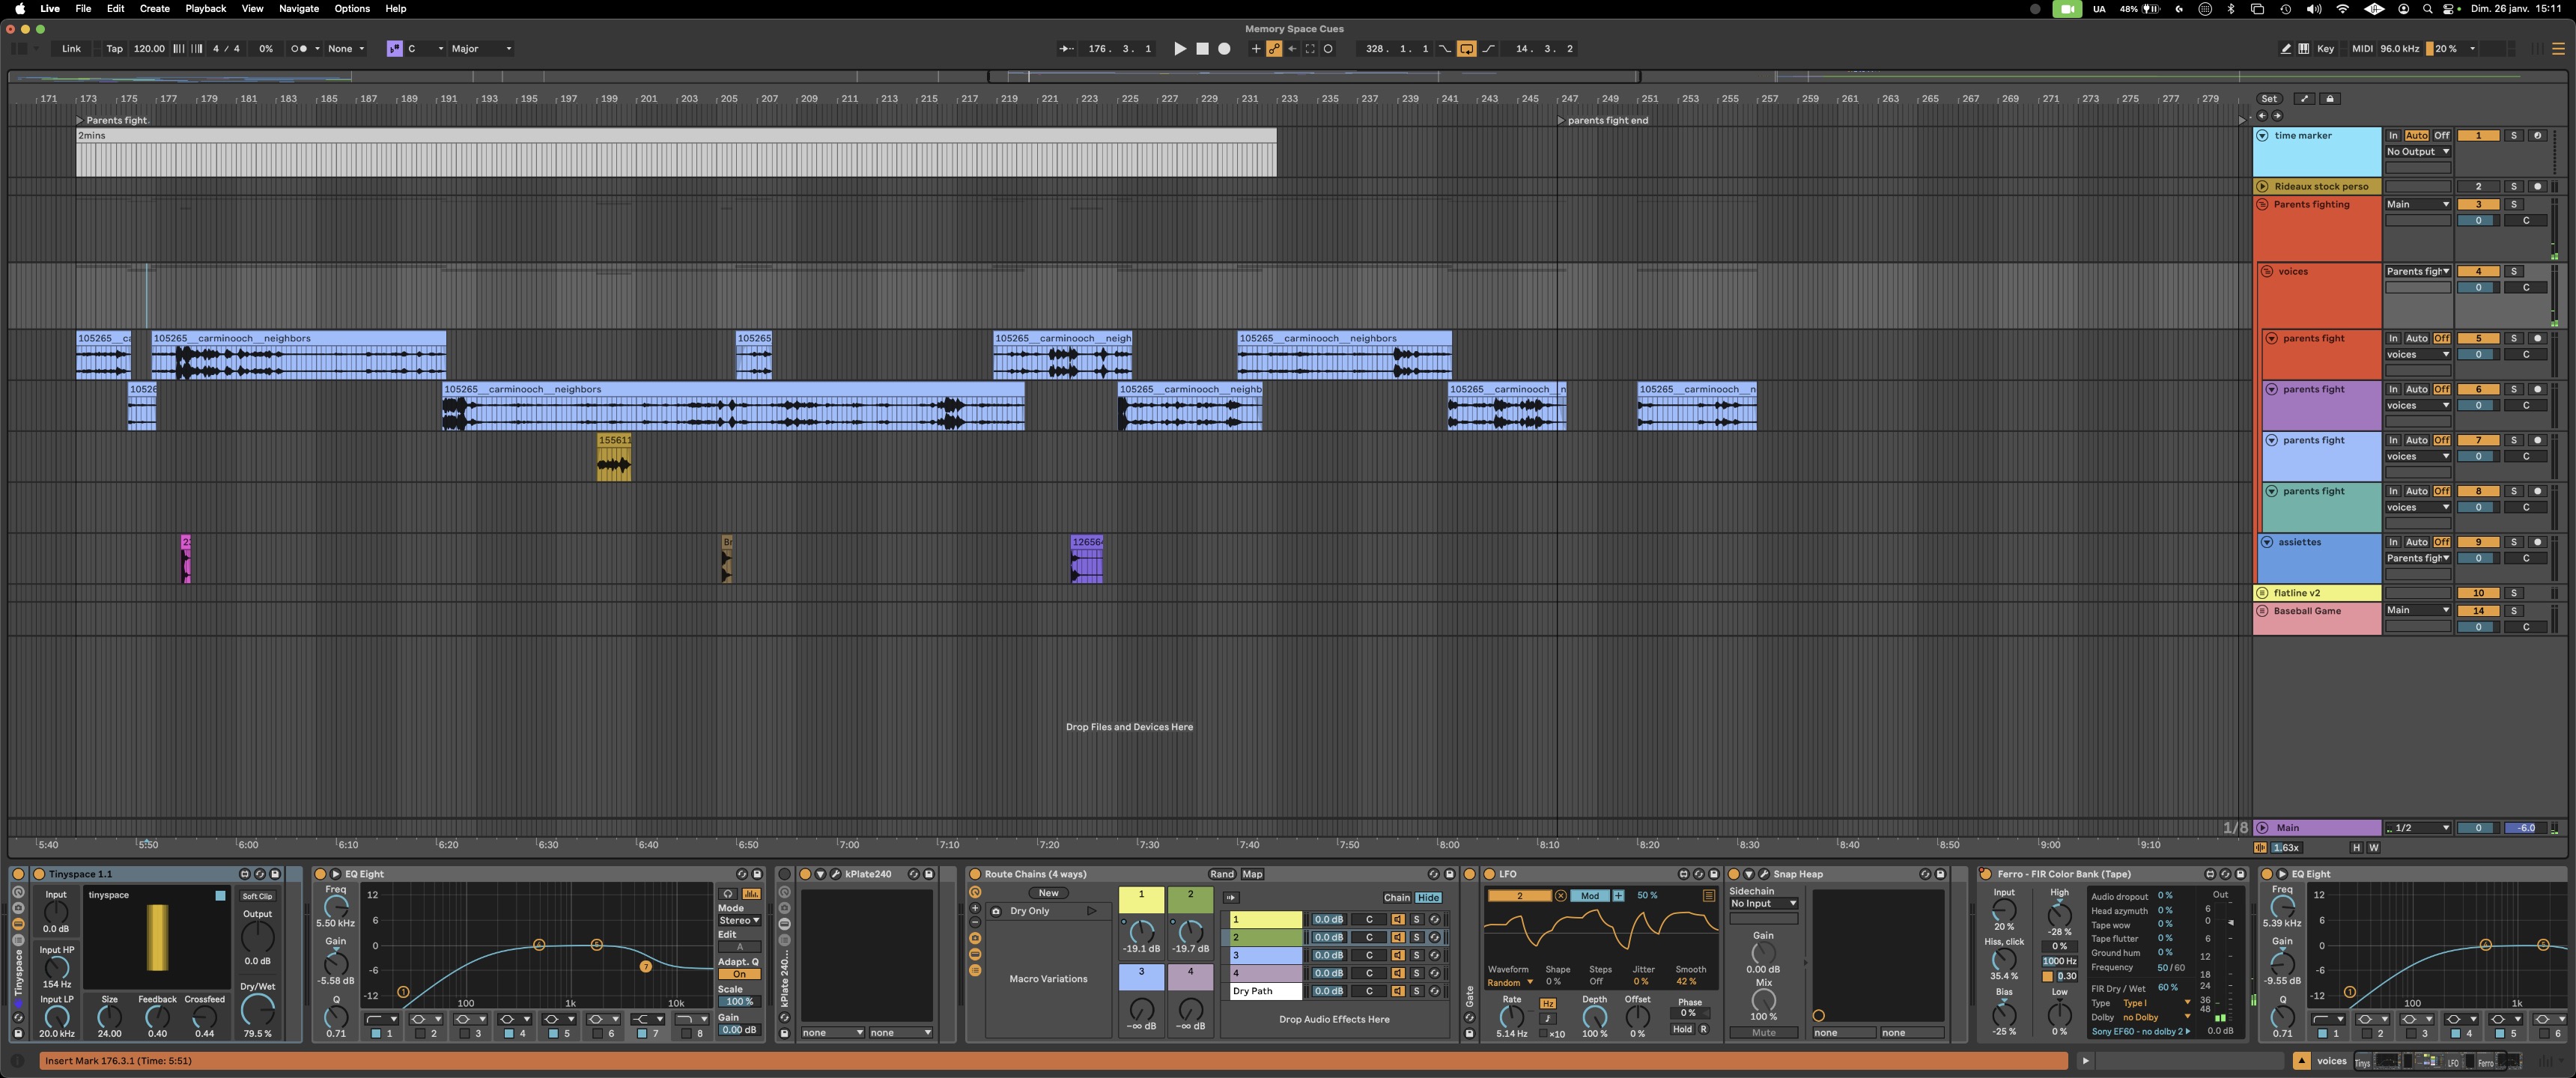 Live File Edit Create Playback View Navigate Options Help UA 48% Dim. 26 janv. 15:11
Memory Space Cues
Link Tap 120.00 4 / 4 0% None C Major 176. 3. 1 328. 1. 1 14. 3. 2 Key MIDI 96.0 kHz 20 %
171 173 175 177 179 181 183 185 187 189 191 193 195 197 199 201 203 205 207 209 211 213 215 217 219 221 223 225 227 229 231 233 235 237 239 241 243 245 247 249 251 253 255 257 259 261 263 265 267 269 271 273 275 277 279 Set
Parents fight parents fight end
2mins time marker In Auto Off 1 S
No Output
Rideaux stock perso 2 S
Parents fighting Main 3 S
0 C
voices Parents figh 4 S
0 C
105265__ca 105265__carminooch__neighbors 105265 105265__carminooch__neigh 105265__carminooch__neighbors parents fight In Auto Off 5 S
voices 0 C
10526 105265__carminooch__neighbors 105265__carminooch__neighb 105265__carminooch__n 105265__carminooch__n parents fight In Auto Off 6 S
voices 0 C
155611 parents fight In Auto Off 7 S
voices 0 C
parents fight In Auto Off 8 S
voices 0 C
23 Br 12656 assiettes In Auto Off 9 S
Parents figh 0 C
flatline v2 10 S
Baseball Game Main 14 S
0 C
Drop Files and Devices Here
1/8 Main 1/2 0 -6.0
5:40 5:50 6:00 6:10 6:20 6:30 6:40 6:50 7:00 7:10 7:20 7:30 7:40 7:50 8:00 8:10 8:20 8:30 8:40 8:50 9:00 9:10 1.63x H W
Tinyspace 1.1
Input
0.0 dB
Input HP
154 Hz
Input LP
20.0 kHz
tinyspace
Size
24.00
Feedback
0.40
Crossfeed
0.44
Soft Clip
Output
0.0 dB
Dry/Wet
79.5 %
Tinyspace
EQ Eight
Freq
5.50 kHz
Gain
-5.58 dB
Q
0.71
12
6
0
-6
-12
100 1k 10k
1 2 3 4 5 6 7 8
Mode
Stereo
Edit
A
Adapt. Q
On
Scale
100 %
Gain
0.00 dB
kPlate 240...
kPlate240
none none
Route Chains (4 ways) Rand Map
New
Dry Only
Macro Variations
1 2
-19.1 dB -19.7 dB
3 4
-∞ dB -∞ dB
Chain Hide
1 0.0 dB C S
2 0.0 dB C S
3 0.0 dB C S
4 0.0 dB C S
Dry Path 0.0 dB C S
Drop Audio Effects Here
Gate
LFO
2 Mod 50 %
Waveform Shape Steps Jitter Smooth
Random 0 % Off 0 % 42 %
Rate Hz Depth Offset Phase
0 %
5.14 Hz ×10 100 % 0 % Hold R
Snap Heap
Sidechain
No Input
Gain
0.00 dB
Mix
100 %
Mute
none none
Ferro - FIR Color Bank (Tape)
Input
20 %
Hiss, click
35.4 %
Bias
-25 %
High
-28 %
0 %
1000 Hz
0.30
Low
0 %
Audio dropout 0 %
Head azymuth 0 %
Tape wow 0 %
Tape flutter 0 %
Ground hum 0 %
Frequency 50 / 60
FIR Dry / Wet 60 %
Type Type I
Dolby no Dolby
Sony EF60 - no dolby 2
Out
6
0
6
12
18
24
36
48
0.0 dB
EQ Eight
Freq
5.39 kHz
Gain
-9.55 dB
Q
0.71
12
6
0
-6
-12
100 1k
1 2 3 4 5 6
Insert Mark 176.3.1 (Time: 5:51) voices Tinys LFO Ferro